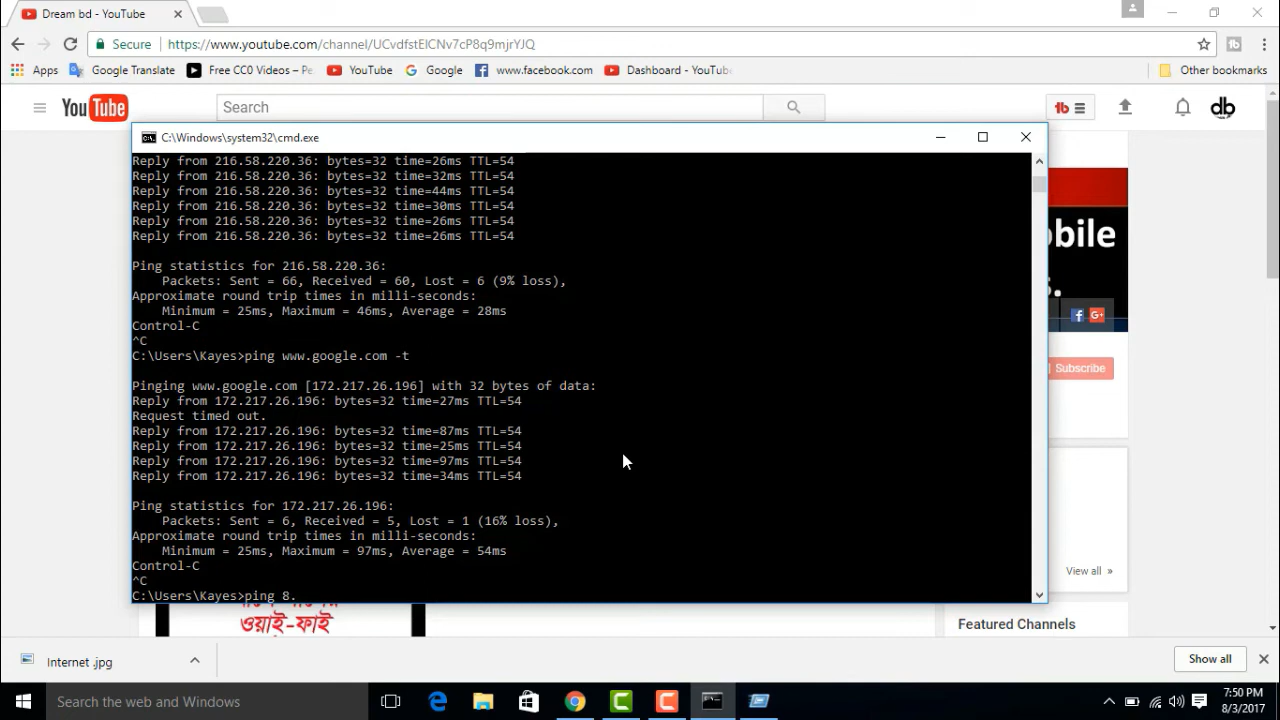 Dream bd - YouTube
Secure https://www.youtube.com/channel/UCvdfstElCNv7cP8q9mjrYJQ
Apps Google Translate Free CC0 Videos – Pe YouTube Google www.facebook.com Dashboard - YouTub Other bookmarks
YouTube Search db
C:\Windows\system32\cmd.exe
Reply from 216.58.220.36: bytes=32 time=26ms TTL=54
Reply from 216.58.220.36: bytes=32 time=32ms TTL=54
Reply from 216.58.220.36: bytes=32 time=44ms TTL=54
Reply from 216.58.220.36: bytes=32 time=30ms TTL=54
Reply from 216.58.220.36: bytes=32 time=26ms TTL=54
Reply from 216.58.220.36: bytes=32 time=26ms TTL=54
Ping statistics for 216.58.220.36:
Packets: Sent = 66, Received = 60, Lost = 6 (9% loss),
Approximate round trip times in milli-seconds:
Minimum = 25ms, Maximum = 46ms, Average = 28ms
Control-C
^C
C:\Users\Kayes>ping www.google.com -t
Pinging www.google.com [172.217.26.196] with 32 bytes of data:
Reply from 172.217.26.196: bytes=32 time=27ms TTL=54
Request timed out.
Reply from 172.217.26.196: bytes=32 time=87ms TTL=54
Reply from 172.217.26.196: bytes=32 time=25ms TTL=54
Reply from 172.217.26.196: bytes=32 time=97ms TTL=54
Reply from 172.217.26.196: bytes=32 time=34ms TTL=54
Ping statistics for 172.217.26.196:
Packets: Sent = 6, Received = 5, Lost = 1 (16% loss),
Approximate round trip times in milli-seconds:
Minimum = 25ms, Maximum = 97ms, Average = 54ms
Control-C
^C
C:\Users\Kayes>ping 8.
obile
s.
Subscribe
View all »
Featured Channels
ওয়াই-ফাই
Internet .jpg
Show all
Search the web and Windows
7:50 PM
8/3/2017